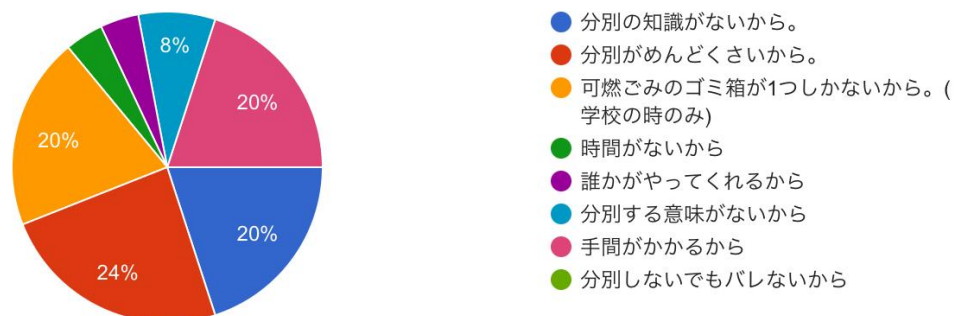 8%
20%
20%
20%
24%
分別の知識がないから。
分別がめんどくさいから。
可燃ごみのゴミ箱が1つしかないから。(
学校の時のみ)
時間がないから
誰かがやってくれるから
分別する意味がないから
手間がかかるから
分別しないでもバレないから